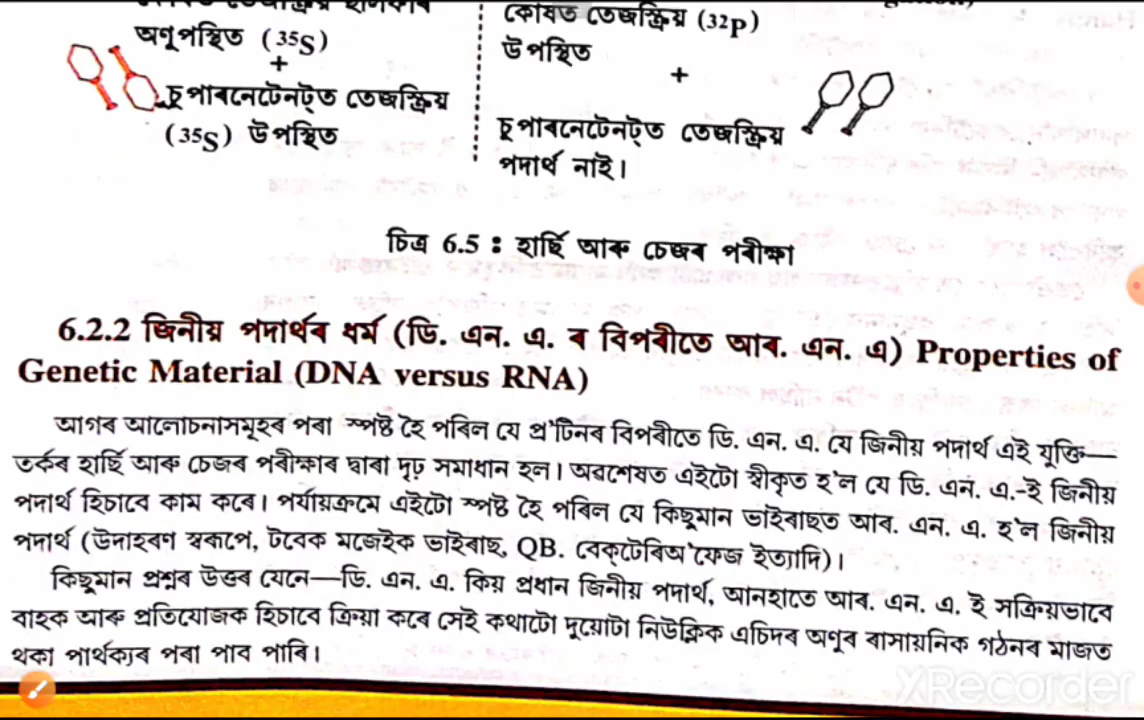 অণুপস্থিত (35S)
+
চুপাৰনেটেনট্ত তেজস্ক্ৰিয়
(35S) উপস্থিত
কোষত তেজস্ক্ৰিয় (32P)
উপস্থিত
+
চুপাৰনেটেনট্ত তেজস্ক্ৰিয়
পদাৰ্থ নাই।
চিত্ৰ 6.5 : হাৰ্ছি আৰু চেজৰ পৰীক্ষা
6.2.2 জিনীয় পদাৰ্থৰ ধৰ্ম (ডি. এন. এ. ৰ বিপৰীতে আৰ. এন. এ) Properties of
Genetic Material (DNA versus RNA)
আগৰ আলোচনাসমূহৰ পৰা স্পষ্ট হৈ পৰিল যে প্ৰ'টিনৰ বিপৰীতে ডি. এন. এ. যে জিনীয় পদাৰ্থ এই যুক্তি—
তৰ্কৰ হাৰ্ছি আৰু চেজৰ পৰীক্ষাৰ দ্বাৰা দৃঢ় সমাধান হল। অৱশেষত এইটো স্বীকৃত হ'ল যে ডি. এন. এ.-ই জিনীয়
পদাৰ্থ হিচাবে কাম কৰে। পৰ্যায়ক্ৰমে এইটো স্পষ্ট হৈ পৰিল যে কিছুমান ভাইৰাছত আৰ. এন. এ. হ'ল জিনীয়
পদাৰ্থ (উদাহৰণ স্বৰূপে, টবেক মজেইক ভাইৰাছ, QB. বেক্টেৰিঅ'ফেজ ইত্যাদি)।
কিছুমান প্ৰশ্নৰ উত্তৰ যেনে—ডি. এন. এ. কিয় প্ৰধান জিনীয় পদাৰ্থ, আনহাতে আৰ. এন. এ. ই সক্ৰিয়ভাবে
বাহক আৰু প্ৰতিযোজক হিচাবে ক্ৰিয়া কৰে সেই কথাটো দুয়োটা নিউক্লিক এচিদৰ অণুৰ ৰাসায়নিক গঠনৰ মাজত
থকা পাৰ্থক্যৰ পৰা পাব পাৰি।
XRecorder